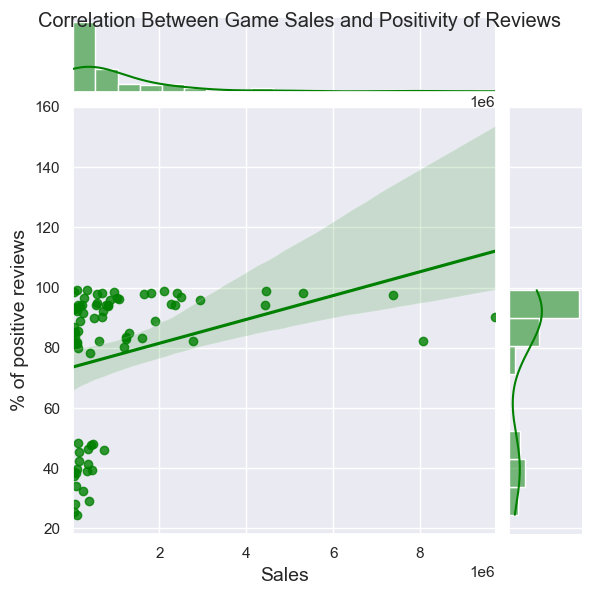 Correlation Between Game Sales and Positivity of Reviews
1e6
160
140
120
100
80
60
40
20
% of positive reviews
2 4 6 8
1e6
Sales